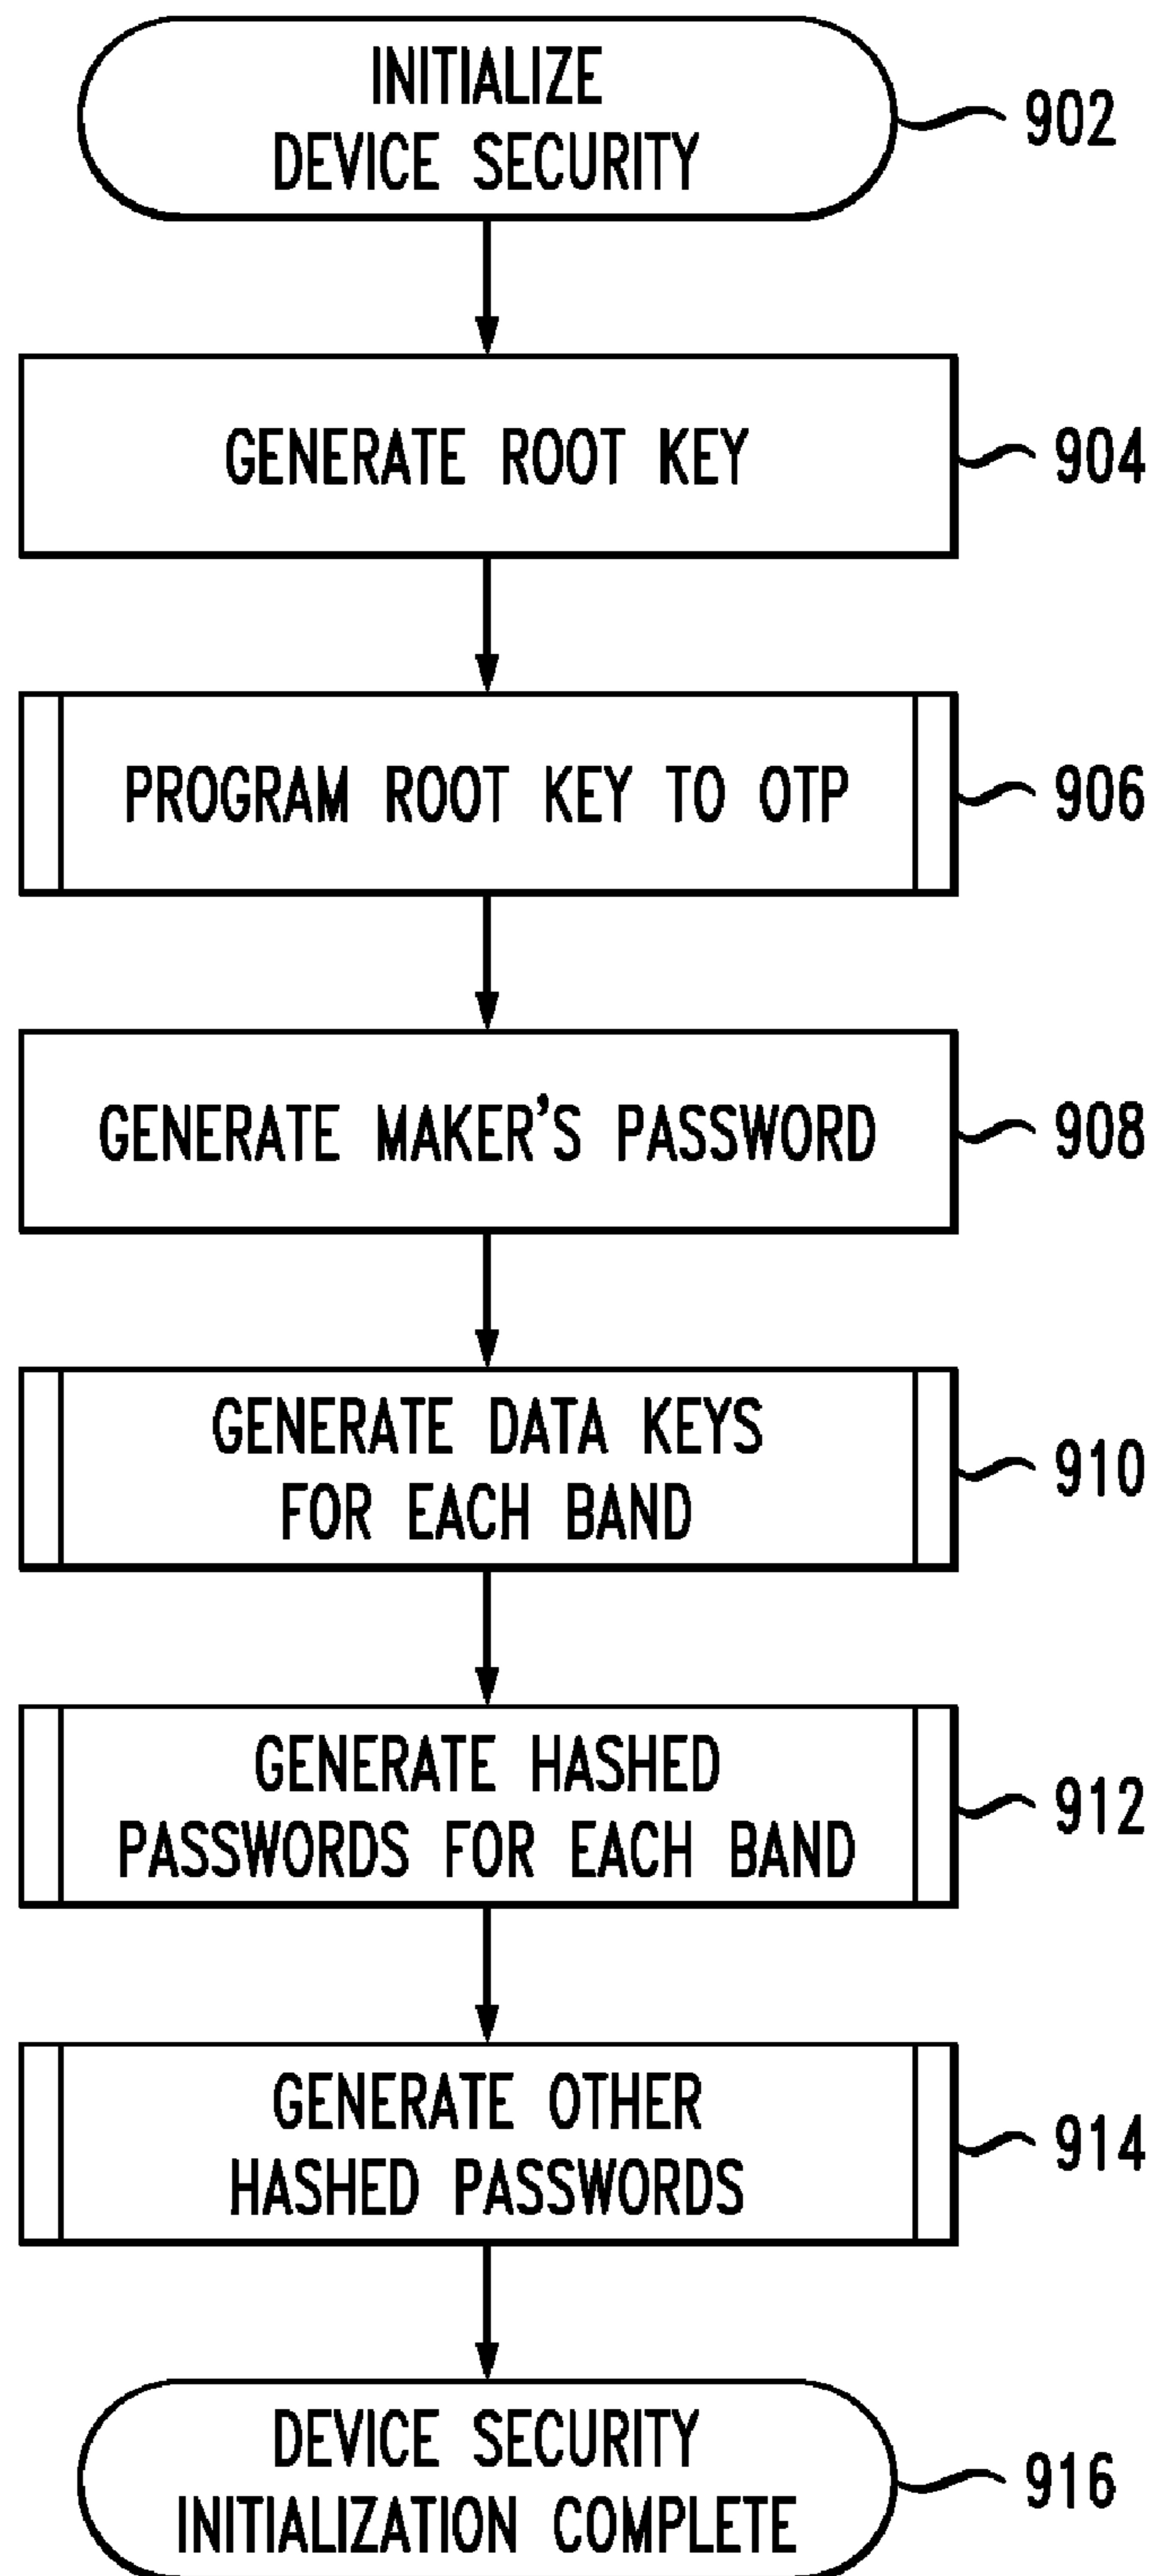 INITIALIZE
DEVICE SECURITY
902
GENERATE ROOT KEY
904
PROGRAM ROOT KEY TO OTP
906
GENERATE MAKER'S PASSWORD
908
GENERATE DATA KEYS
FOR EACH BAND
910
GENERATE HASHED
PASSWORDS FOR EACH BAND
912
GENERATE OTHER
HASHED PASSWORDS
914
DEVICE SECURITY
INITIALIZATION COMPLETE
916